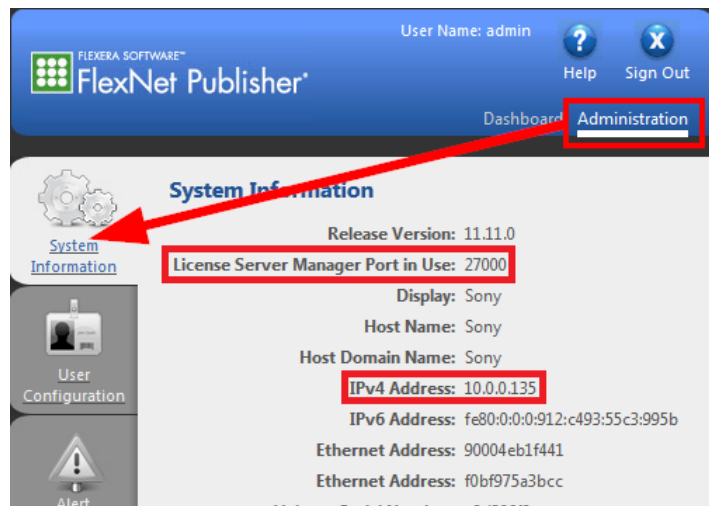 User Name: admin
FLEXERA SOFTWARE™
FlexNet Publisher
Help
Sign Out
Dashboard
Administration
System Information
System
Information
Release Version: 11.11.0
License Server Manager Port in Use: 27000
Display: Sony
Host Name: Sony
Host Domain Name: Sony
User
Configuration
IPv4 Address: 10.0.0.135
IPv6 Address: fe80:0:0:0:912:c493:55c3:995b
Ethernet Address: 90004eb1f441
Ethernet Address: f0bf975a3bcc
Alert